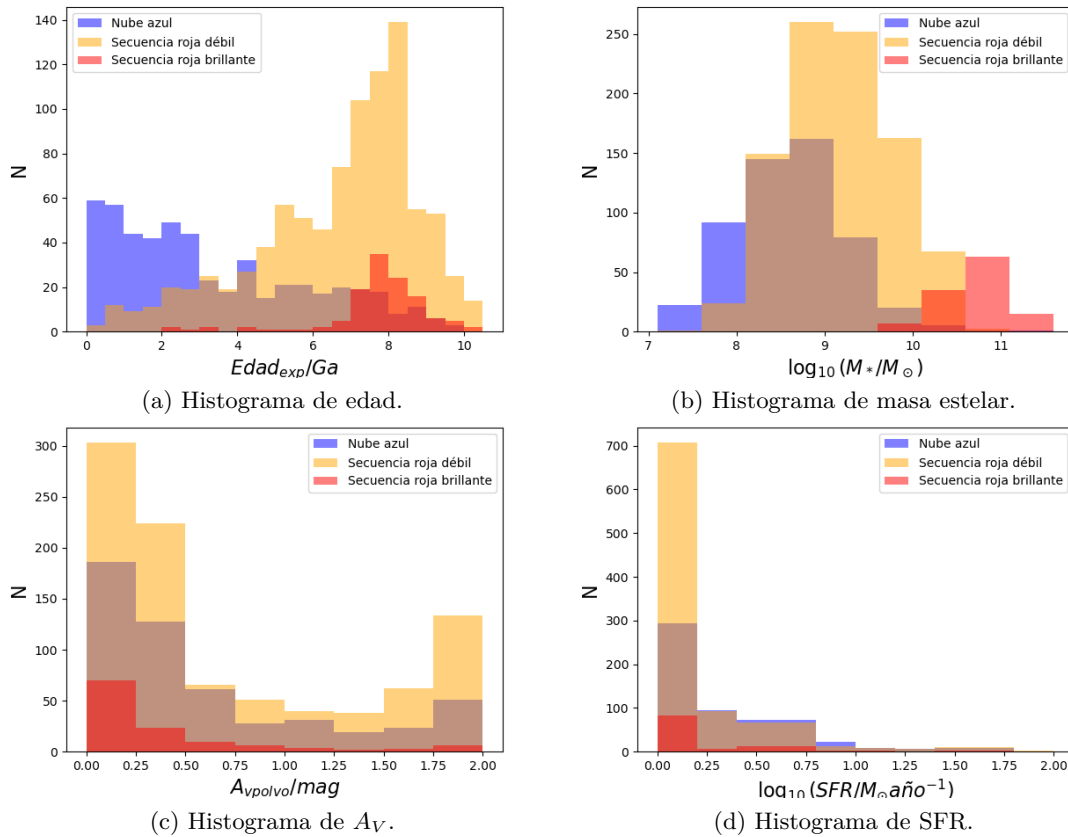 Nube azul
Secuencia roja débil
Secuencia roja brillante
140
120
100
80
60
40
20
0
N
0 2 4 6 8 10
Edad_exp/Ga
(a) Histograma de edad.
Nube azul
Secuencia roja débil
Secuencia roja brillante
250
200
150
100
50
0
N
7 8 9 10 11
log₁₀(M*/M⊙)
(b) Histograma de masa estelar.
Nube azul
Secuencia roja débil
Secuencia roja brillante
300
250
200
150
100
50
0
N
0.00 0.25 0.50 0.75 1.00 1.25 1.50 1.75 2.00
A_vpolvo/mag
(c) Histograma de A_V.
Nube azul
Secuencia roja débil
Secuencia roja brillante
700
600
500
400
300
200
100
0
N
0.00 0.25 0.50 0.75 1.00 1.25 1.50 1.75 2.00
log₁₀(SFR/M⊙año⁻¹)
(d) Histograma de SFR.